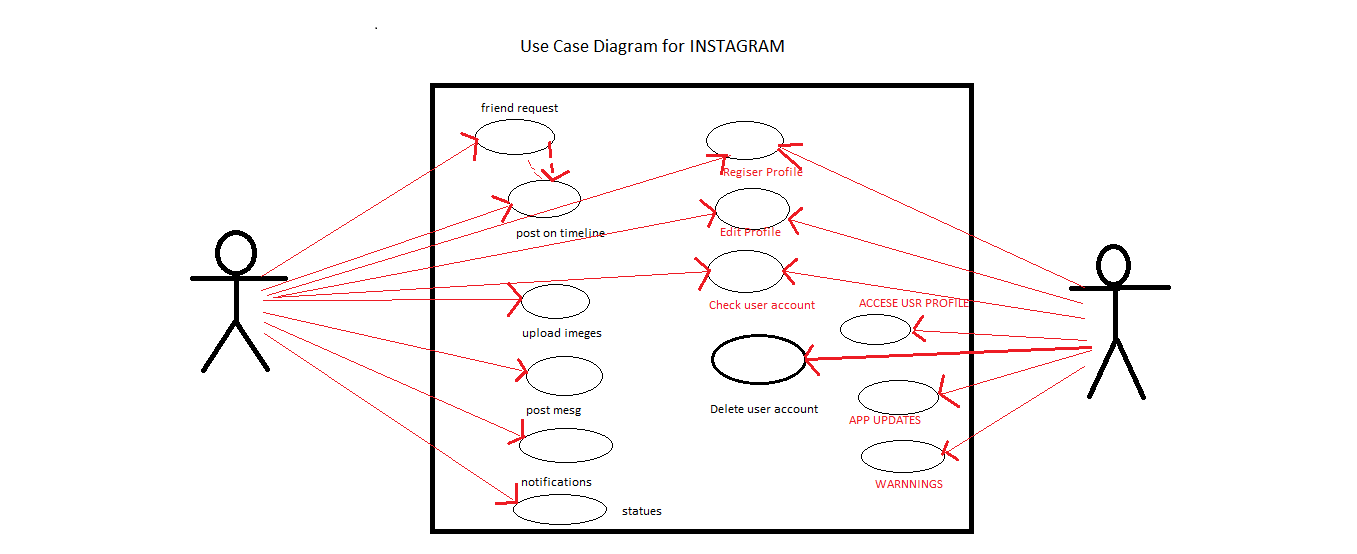 Use Case Diagram for INSTAGRAM
friend request
Regiser Profile
post on timeline
Edit Profile
Check user account
ACCESE USR PROFILE
upload imeges
post mesg
Delete user account
APP UPDATES
notifications
WARNNINGS
statues